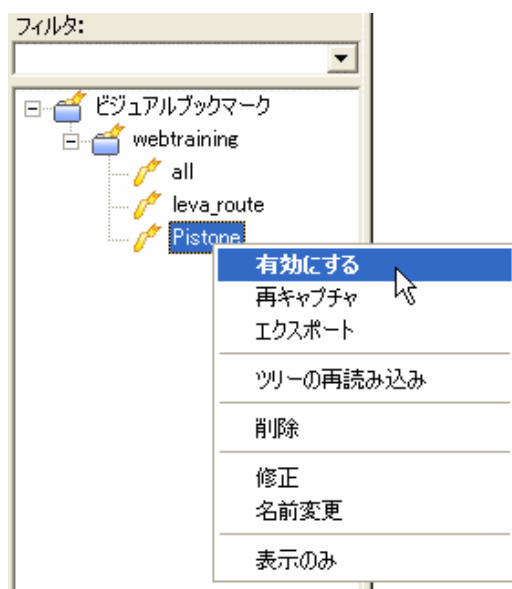 フィルタ:
ビジュアルブックマーク
webtraining
all
leva_route
Pistone
有効にする
再キャプチャ
エクスポート
ツリーの再読み込み
削除
修正
名前変更
表示のみ